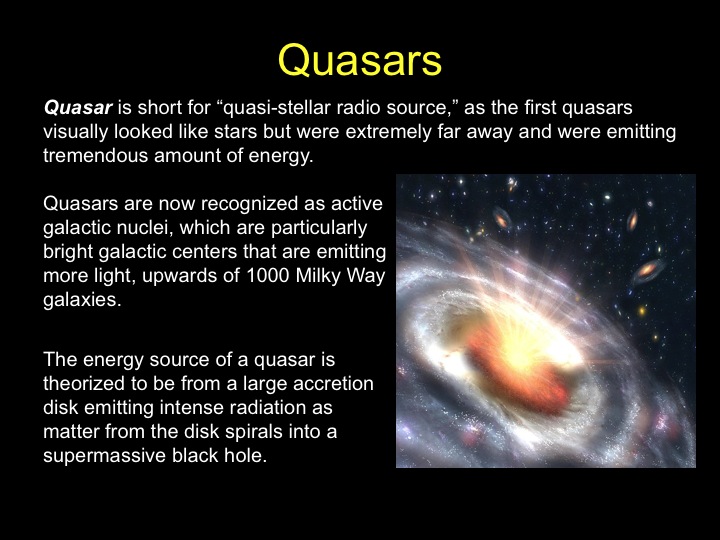 Quasars
Quasar is short for “quasi-stellar radio source,” as the first quasars
visually looked like stars but were extremely far away and were emitting
tremendous amount of energy.
Quasars are now recognized as active
galactic nuclei, which are particularly
bright galactic centers that are emitting
more light, upwards of 1000 Milky Way
galaxies.
The energy source of a quasar is
theorized to be from a large accretion
disk emitting intense radiation as
matter from the disk spirals into a
supermassive black hole.